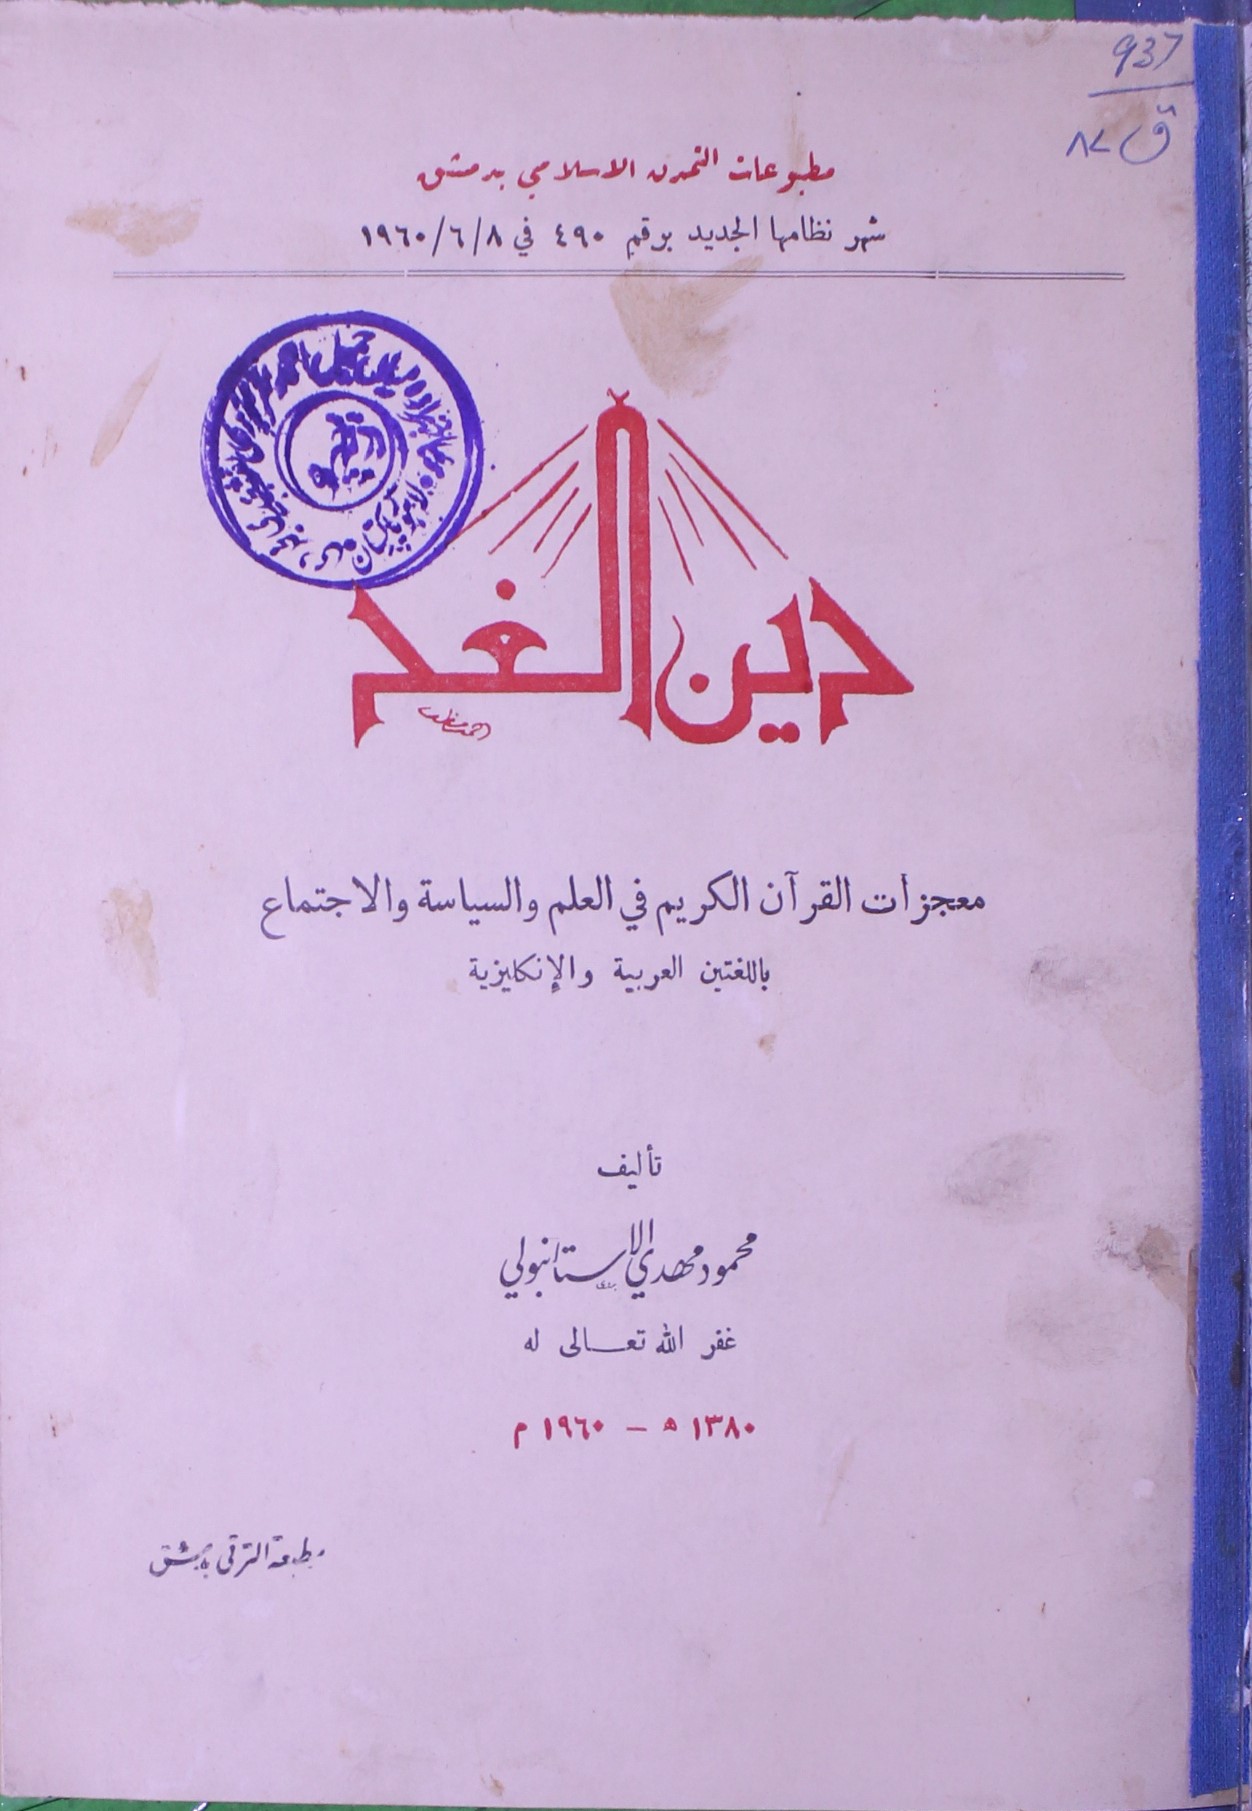 937
ق ٨٢
مطبوعات التمدن الاسلامي بدمشق
شهر نظامها الجديد برقم ٤٩٠ في ١٩٦٠/٦/٨
دين الغد
معجزات القرآن الكريم في العلم والسياسة والاجتماع
باللغتين العربية والإنكليزية
تأليف
محمود مهدي الاستانبولي
غفر الله تعالى له
١٣٨٠ هـ – ١٩٦٠ م
مطبعة الترقي بدمشق